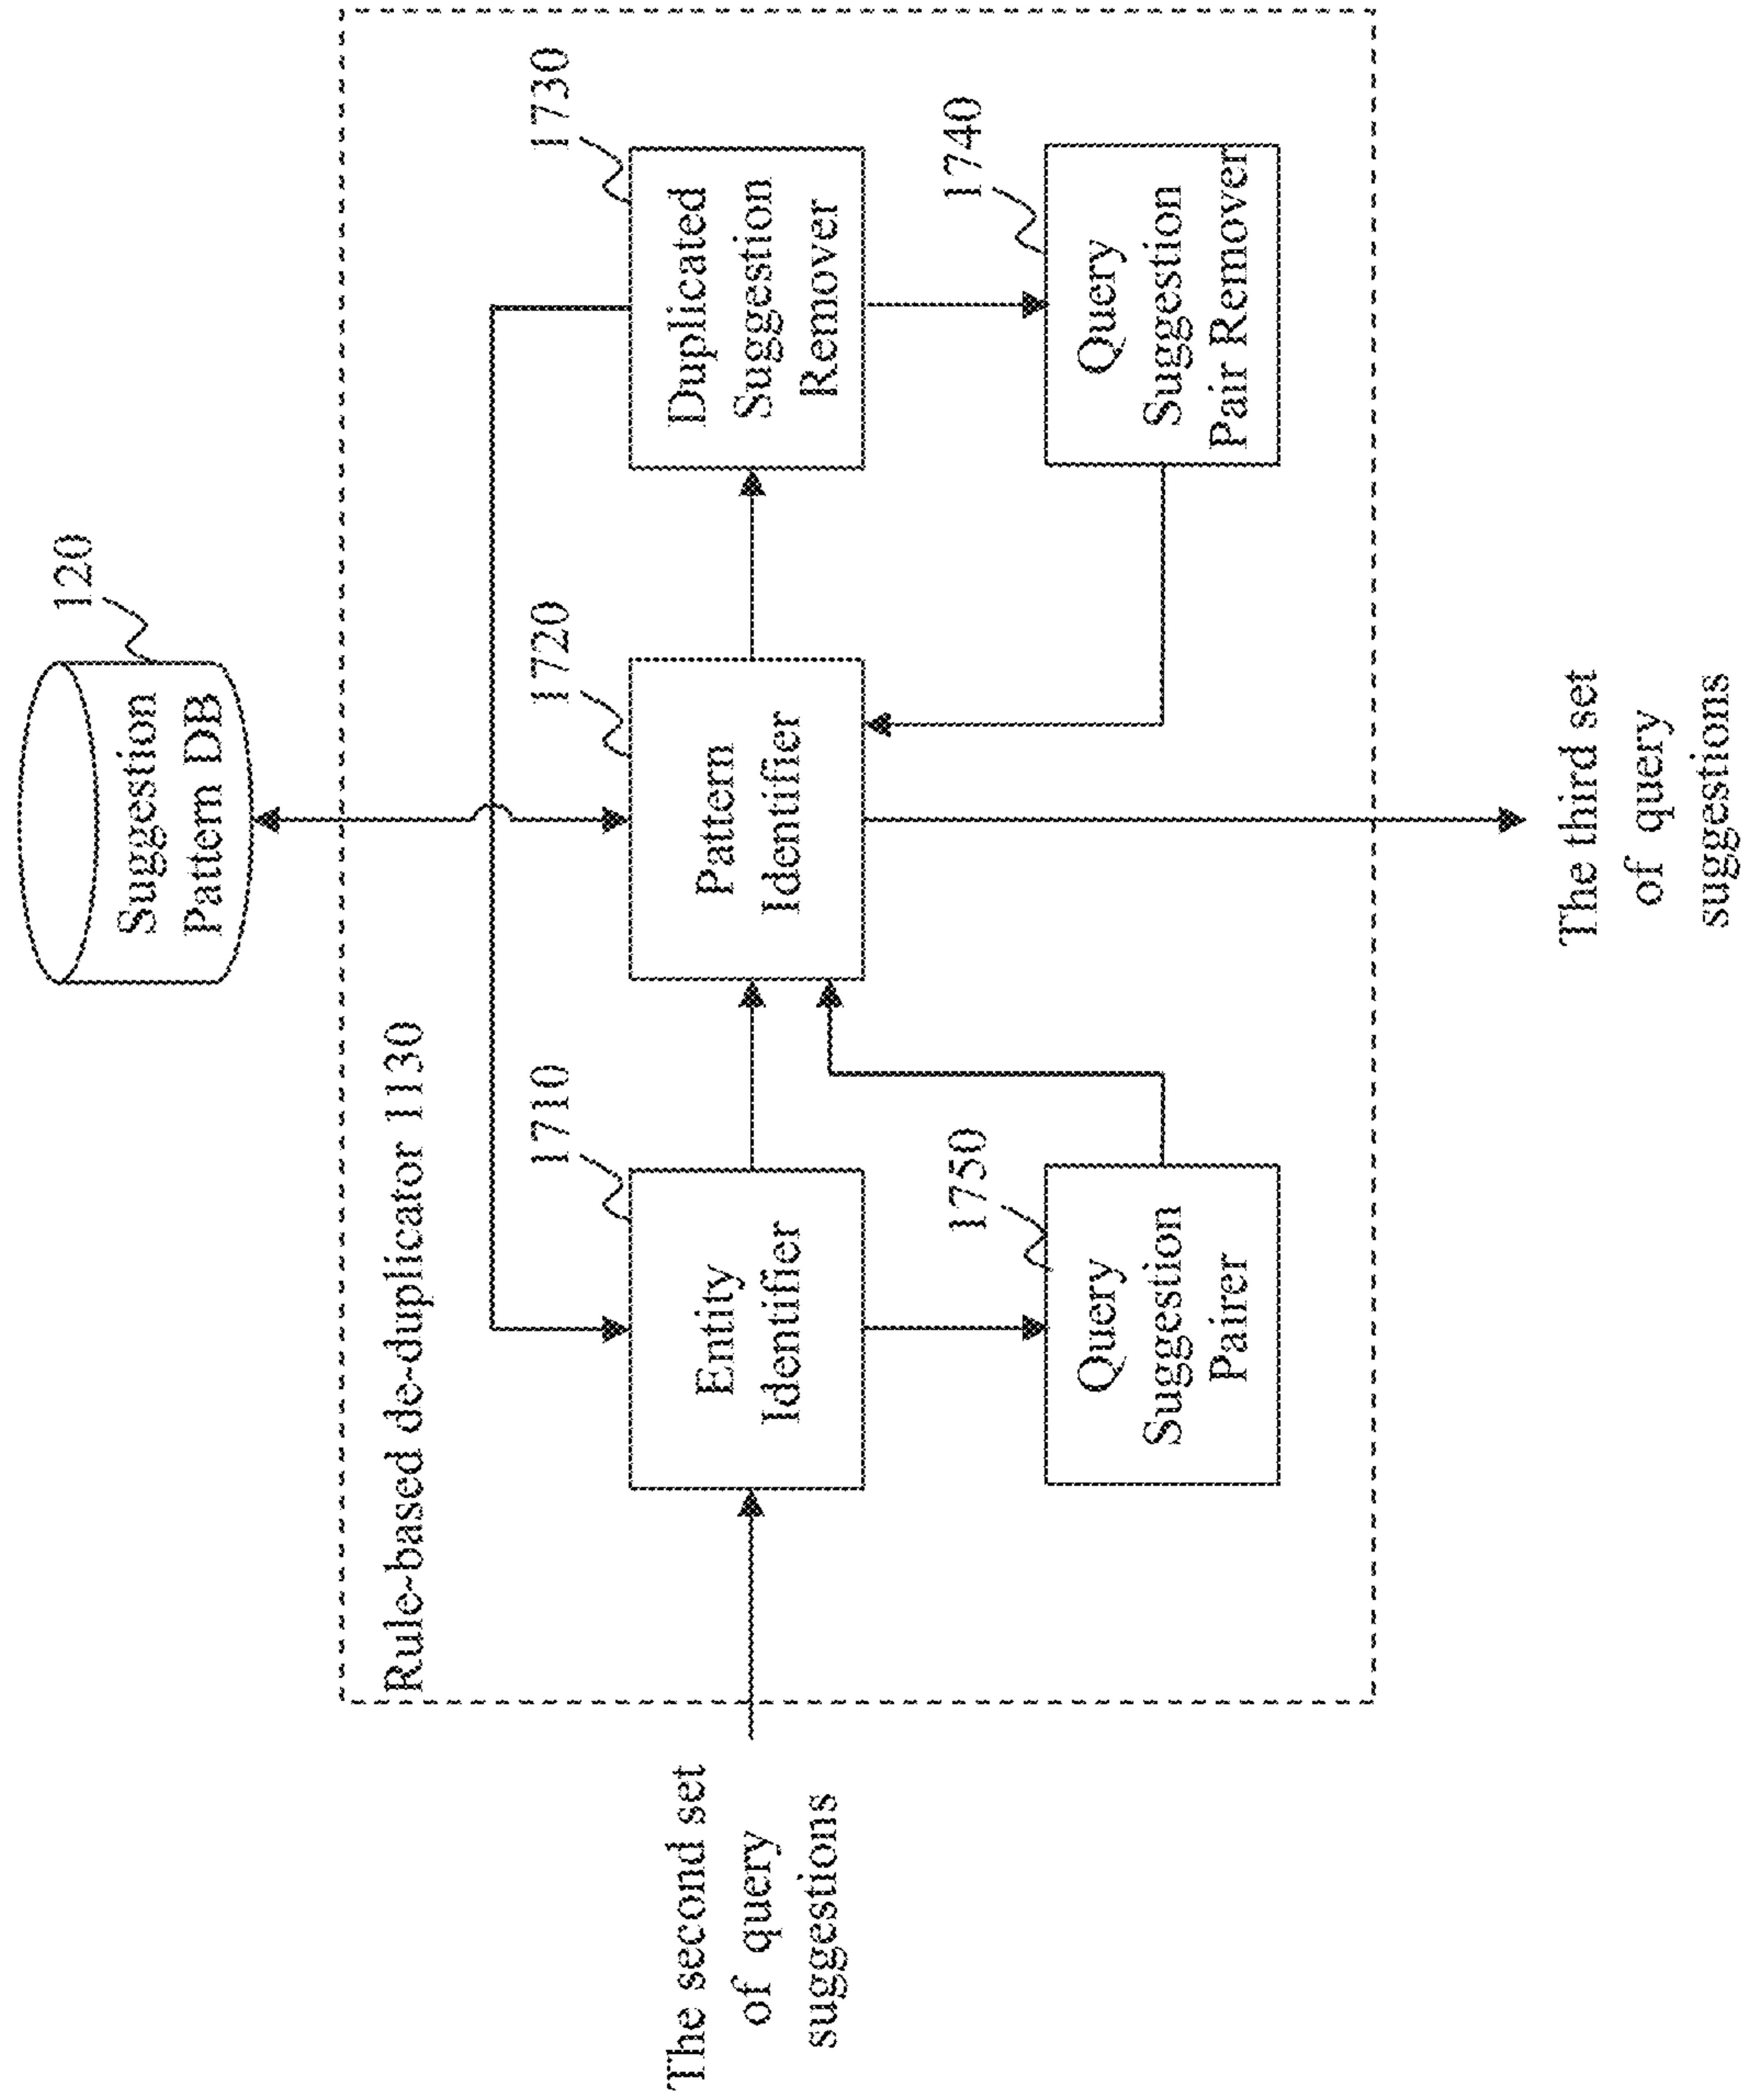 120
Suggestion
Pattern DB
Rule-based de-duplicator 1130
1710
1720
1730
Entity
Identifier
Pattern
Identifier
Duplicated
Suggestion
Remover
The second set
of query
suggestions
1750
1740
Query
Suggestion
Pairer
Query
Suggestion
Pair Remover
The third set
of query
suggestions